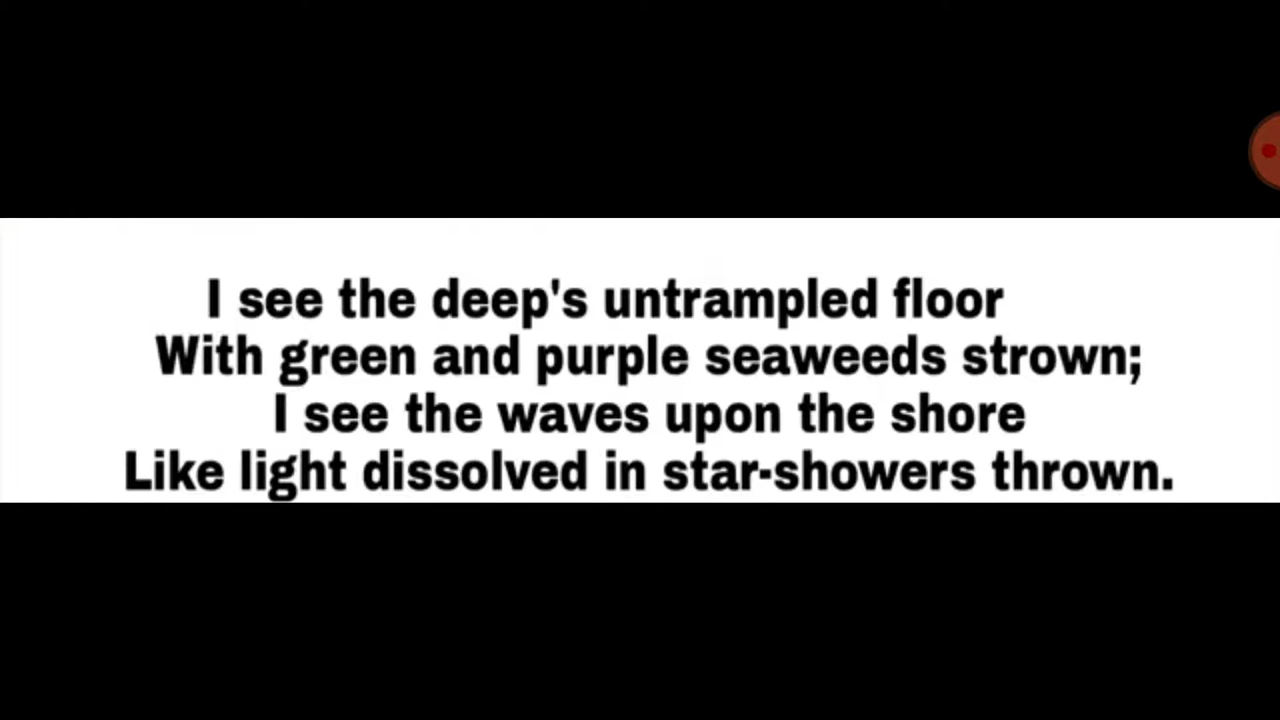 I see the deep's untrampled floor
With green and purple seaweeds strown;
I see the waves upon the shore
Like light dissolved in star-showers thrown.